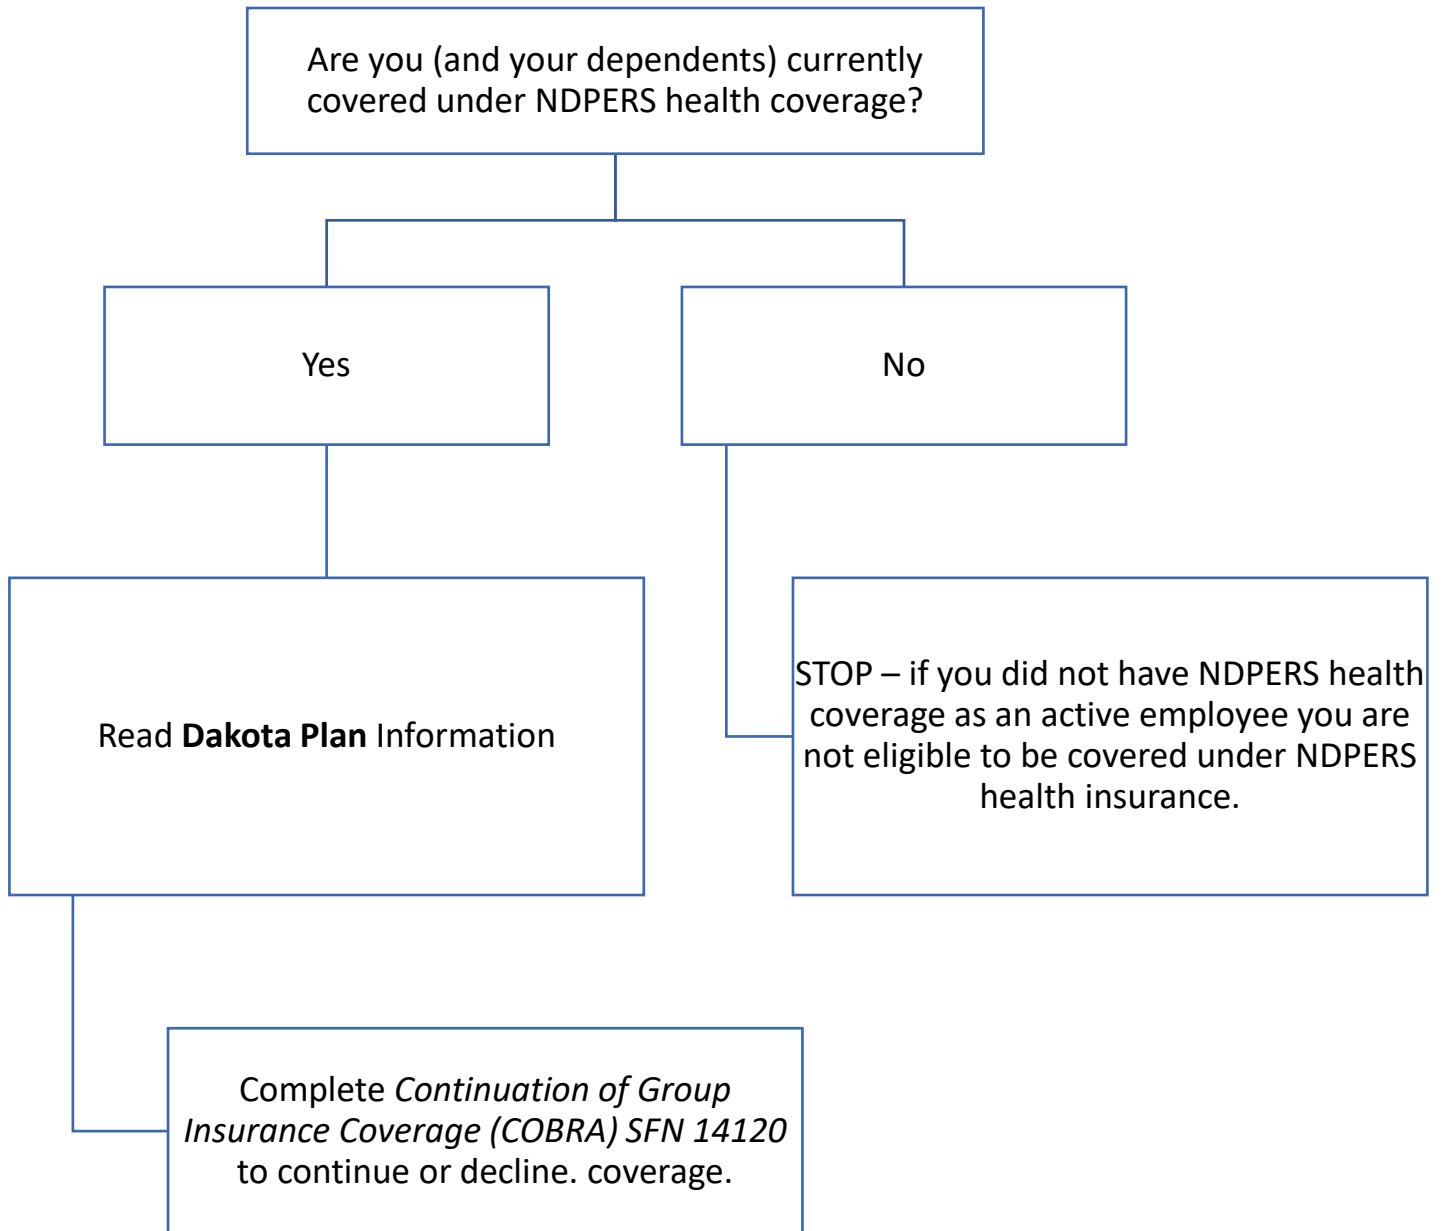 Are you (and your dependents) currently
covered under NDPERS health coverage?
Yes
No
Read Dakota Plan Information
STOP – if you did not have NDPERS health
coverage as an active employee you are
not eligible to be covered under NDPERS
health insurance.
Complete Continuation of Group
Insurance Coverage (COBRA) SFN 14120
to continue or decline. coverage.